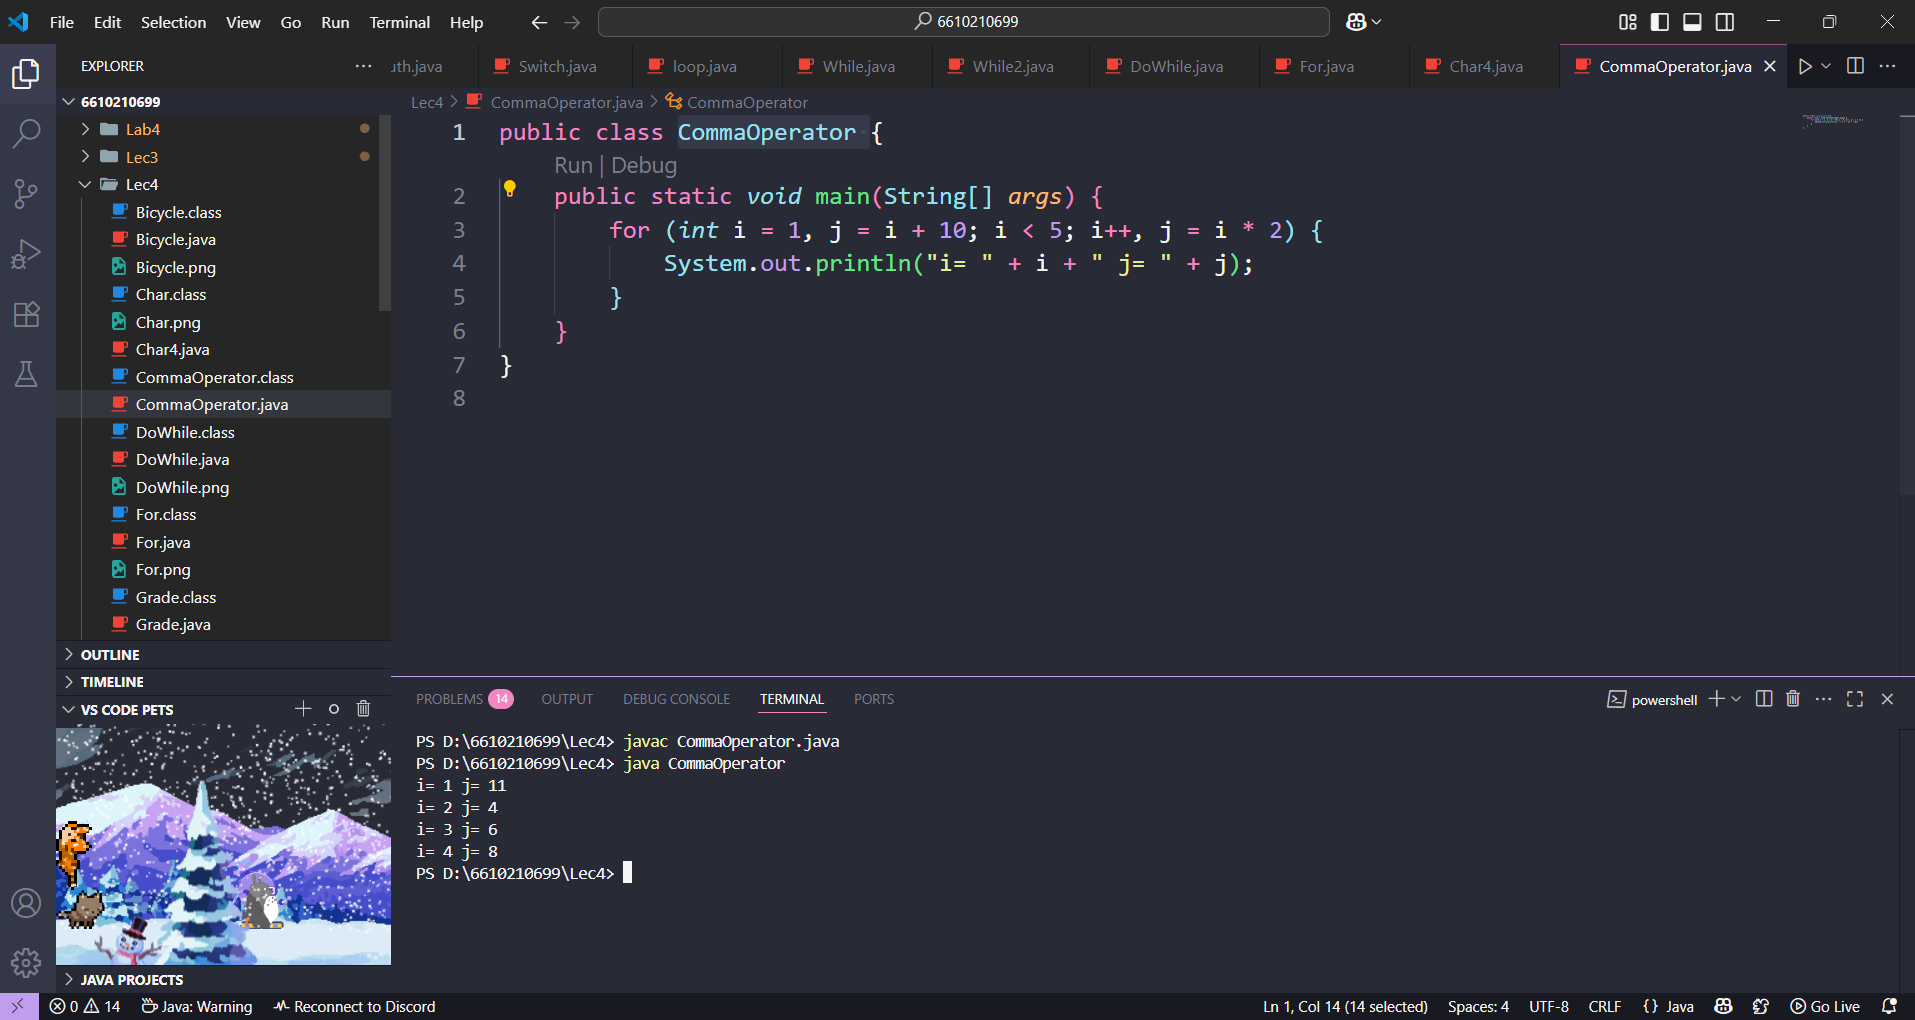 File Edit Selection View Go Run Terminal Help 6610210699
EXPLORER
6610210699
Lab4
Lec3
Lec4
Bicycle.class
Bicycle.java
Bicycle.png
Char.class
Char.png
Char4.java
CommaOperator.class
CommaOperator.java
DoWhile.class
DoWhile.java
DoWhile.png
For.class
For.java
For.png
Grade.class
Grade.java
OUTLINE
TIMELINE
VS CODE PETS
JAVA PROJECTS
uth.java Switch.java loop.java While.java While2.java DoWhile.java For.java Char4.java CommaOperator.java
Lec4 > CommaOperator.java > CommaOperator
1 public class CommaOperator {
Run | Debug
2 public static void main(String[] args) {
3 for (int i = 1, j = i + 10; i < 5; i++, j = i * 2) {
4 System.out.println("i= " + i + " j= " + j);
5 }
6 }
7 }
8
PROBLEMS 14 OUTPUT DEBUG CONSOLE TERMINAL PORTS powershell
PS D:\6610210699\Lec4> javac CommaOperator.java
PS D:\6610210699\Lec4> java CommaOperator
i= 1 j= 11
i= 2 j= 4
i= 3 j= 6
i= 4 j= 8
PS D:\6610210699\Lec4>
0 14 Java: Warning Reconnect to Discord Ln 1, Col 14 (14 selected) Spaces: 4 UTF-8 CRLF {} Java Go Live